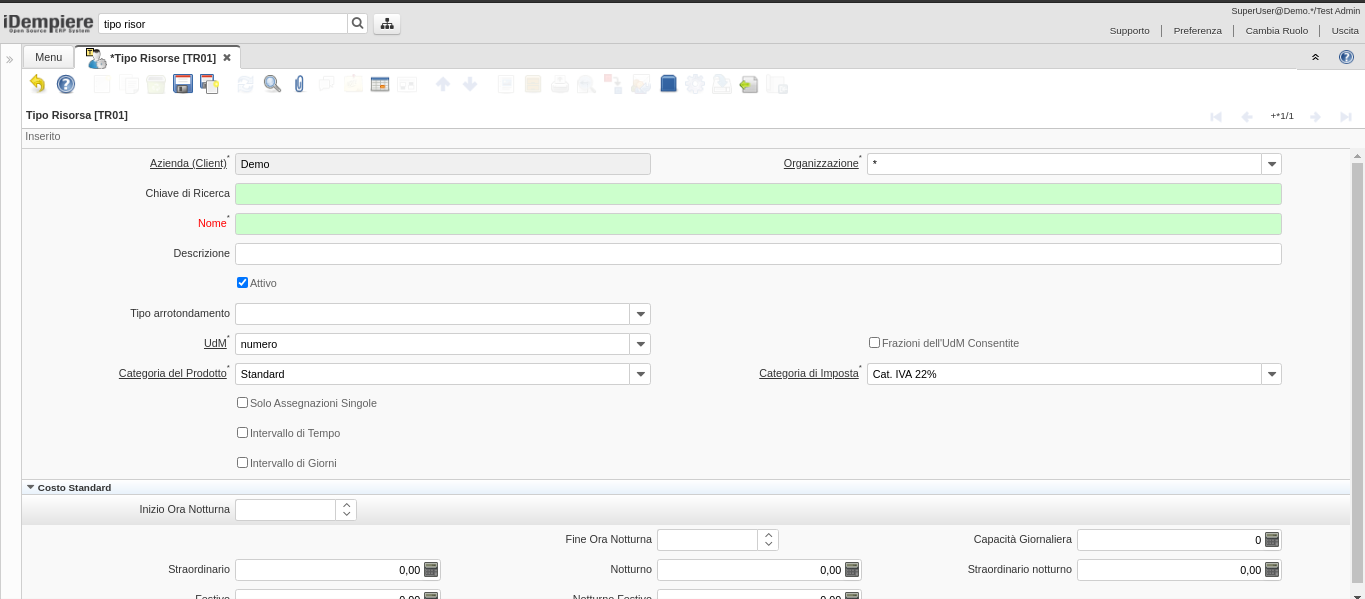 SuperUser@Demo.*/Test Admin
iDempiere
Open Source ERP System
tipo risor
Supporto Preferenza Cambia Ruolo Uscita
Menu *Tipo Risorse [TR01]
Tipo Risorsa [TR01]
+*1/1
Inserito
Azienda (Client)* Demo Organizzazione* *
Chiave di Ricerca
Nome*
Descrizione
Attivo
Tipo arrotondamento
UdM* numero Frazioni dell'UdM Consentite
Categoria del Prodotto* Standard Categoria di Imposta* Cat. IVA 22%
Solo Assegnazioni Singole
Intervallo di Tempo
Intervallo di Giorni
Costo Standard
Inizio Ora Notturna
Fine Ora Notturna Capacità Giornaliera 0
Straordinario 0,00 Notturno 0,00 Straordinario notturno 0,00
Festivo 0,00 Notturno Festivo 0,00